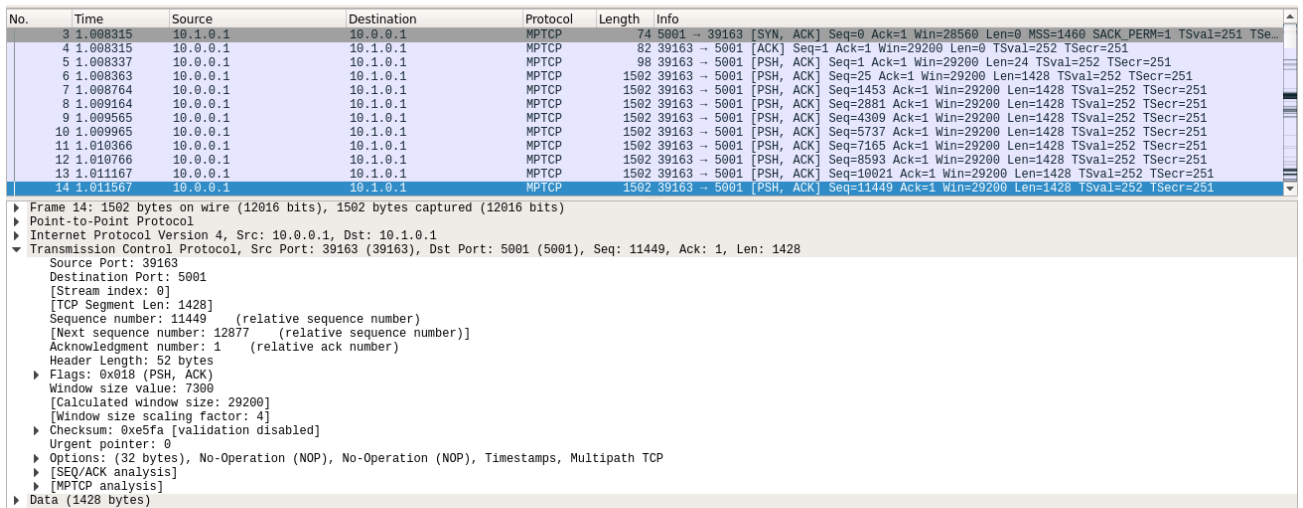 No. Time Source Destination Protocol Length Info
3 1.008315 10.1.0.1 10.0.0.1 MPTCP 74 5001 → 39163 [SYN, ACK] Seq=0 Ack=1 Win=28560 Len=0 MSS=1460 SACK_PERM=1 TSval=251 TSe…
4 1.008315 10.0.0.1 10.1.0.1 MPTCP 82 39163 → 5001 [ACK] Seq=1 Ack=1 Win=29200 Len=0 TSval=252 TSecr=251
5 1.008337 10.0.0.1 10.1.0.1 MPTCP 98 39163 → 5001 [PSH, ACK] Seq=1 Ack=1 Win=29200 Len=24 TSval=252 TSecr=251
6 1.008363 10.0.0.1 10.1.0.1 MPTCP 1502 39163 → 5001 [PSH, ACK] Seq=25 Ack=1 Win=29200 Len=1428 TSval=252 TSecr=251
7 1.008764 10.0.0.1 10.1.0.1 MPTCP 1502 39163 → 5001 [PSH, ACK] Seq=1453 Ack=1 Win=29200 Len=1428 TSval=252 TSecr=251
8 1.009164 10.0.0.1 10.1.0.1 MPTCP 1502 39163 → 5001 [PSH, ACK] Seq=2881 Ack=1 Win=29200 Len=1428 TSval=252 TSecr=251
9 1.009565 10.0.0.1 10.1.0.1 MPTCP 1502 39163 → 5001 [PSH, ACK] Seq=4309 Ack=1 Win=29200 Len=1428 TSval=252 TSecr=251
10 1.009965 10.0.0.1 10.1.0.1 MPTCP 1502 39163 → 5001 [PSH, ACK] Seq=5737 Ack=1 Win=29200 Len=1428 TSval=252 TSecr=251
11 1.010366 10.0.0.1 10.1.0.1 MPTCP 1502 39163 → 5001 [PSH, ACK] Seq=7165 Ack=1 Win=29200 Len=1428 TSval=252 TSecr=251
12 1.010766 10.0.0.1 10.1.0.1 MPTCP 1502 39163 → 5001 [PSH, ACK] Seq=8593 Ack=1 Win=29200 Len=1428 TSval=252 TSecr=251
13 1.011167 10.0.0.1 10.1.0.1 MPTCP 1502 39163 → 5001 [PSH, ACK] Seq=10021 Ack=1 Win=29200 Len=1428 TSval=252 TSecr=251
14 1.011567 10.0.0.1 10.1.0.1 MPTCP 1502 39163 → 5001 [PSH, ACK] Seq=11449 Ack=1 Win=29200 Len=1428 TSval=252 TSecr=251
Frame 14: 1502 bytes on wire (12016 bits), 1502 bytes captured (12016 bits)
Point-to-Point Protocol
Internet Protocol Version 4, Src: 10.0.0.1, Dst: 10.1.0.1
Transmission Control Protocol, Src Port: 39163 (39163), Dst Port: 5001 (5001), Seq: 11449, Ack: 1, Len: 1428
Source Port: 39163
Destination Port: 5001
[Stream index: 0]
[TCP Segment Len: 1428]
Sequence number: 11449 (relative sequence number)
[Next sequence number: 12877 (relative sequence number)]
Acknowledgment number: 1 (relative ack number)
Header Length: 52 bytes
Flags: 0x018 (PSH, ACK)
Window size value: 7300
[Calculated window size: 29200]
[Window size scaling factor: 4]
Checksum: 0xe5fa [validation disabled]
Urgent pointer: 0
Options: (32 bytes), No-Operation (NOP), No-Operation (NOP), Timestamps, Multipath TCP
[SEQ/ACK analysis]
[MPTCP analysis]
Data (1428 bytes)